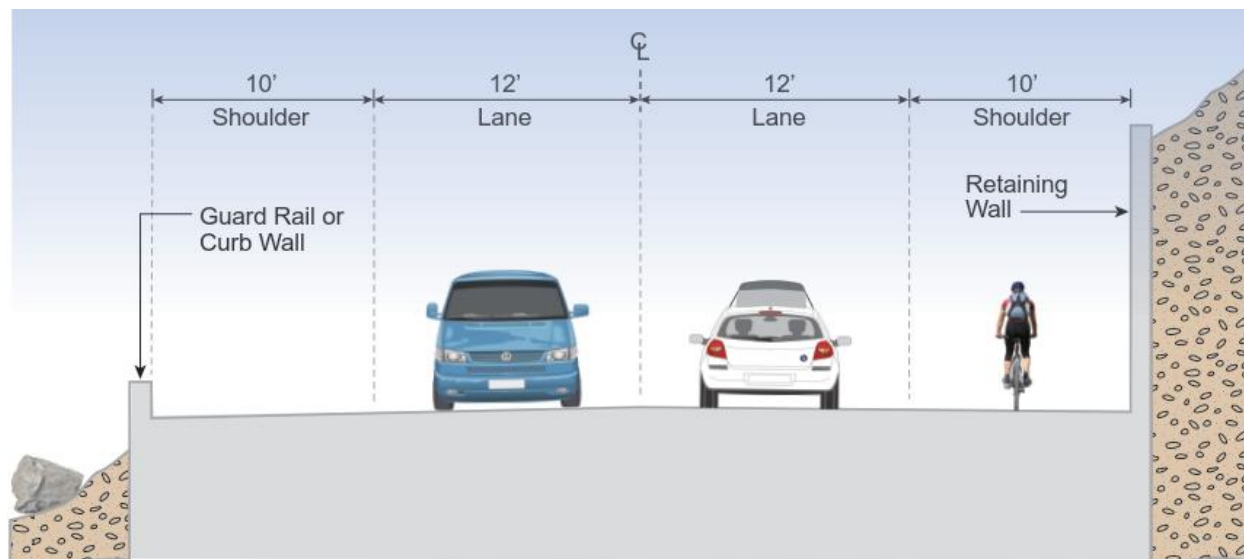 ℄
10’
12’
12’
10’
Shoulder
Lane
Lane
Shoulder
Guard Rail or
Curb Wall
Retaining
Wall